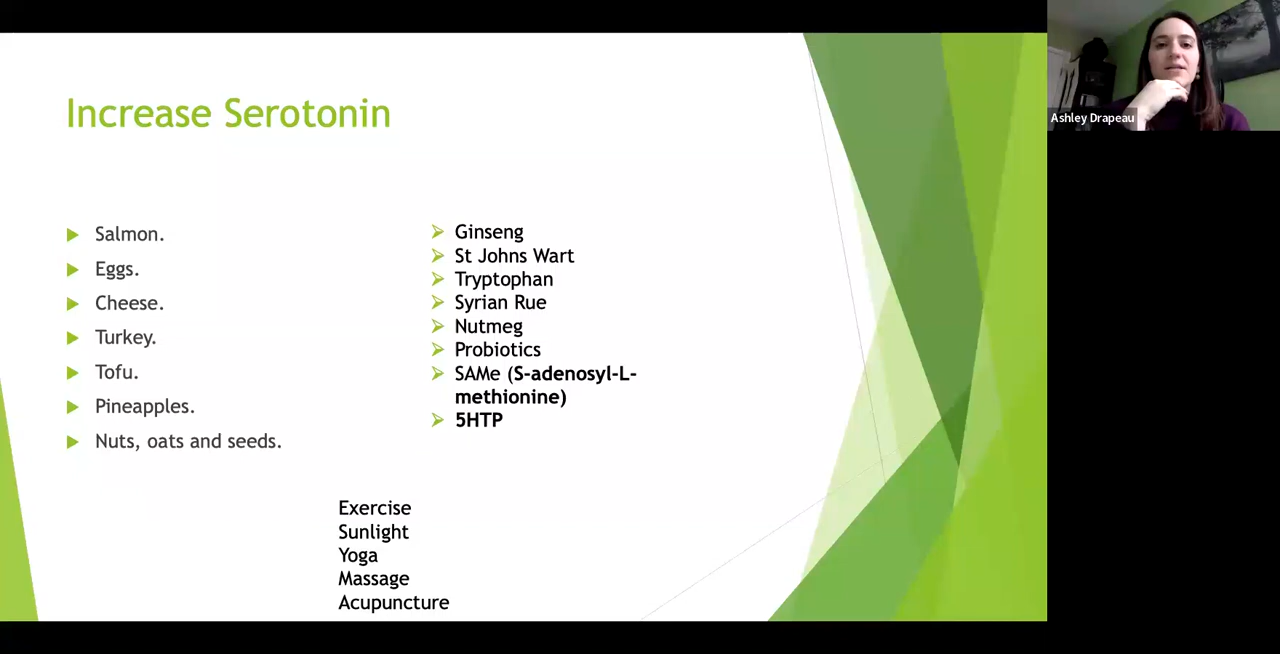 Increase Serotonin
Salmon.
Eggs.
Cheese.
Turkey.
Tofu.
Pineapples.
Nuts, oats and seeds.
Ginseng
St Johns Wart
Tryptophan
Syrian Rue
Nutmeg
Probiotics
SAMe (S-adenosyl-L-
methionine)
5HTP
Exercise
Sunlight
Yoga
Massage
Acupuncture
Ashley Drapeau